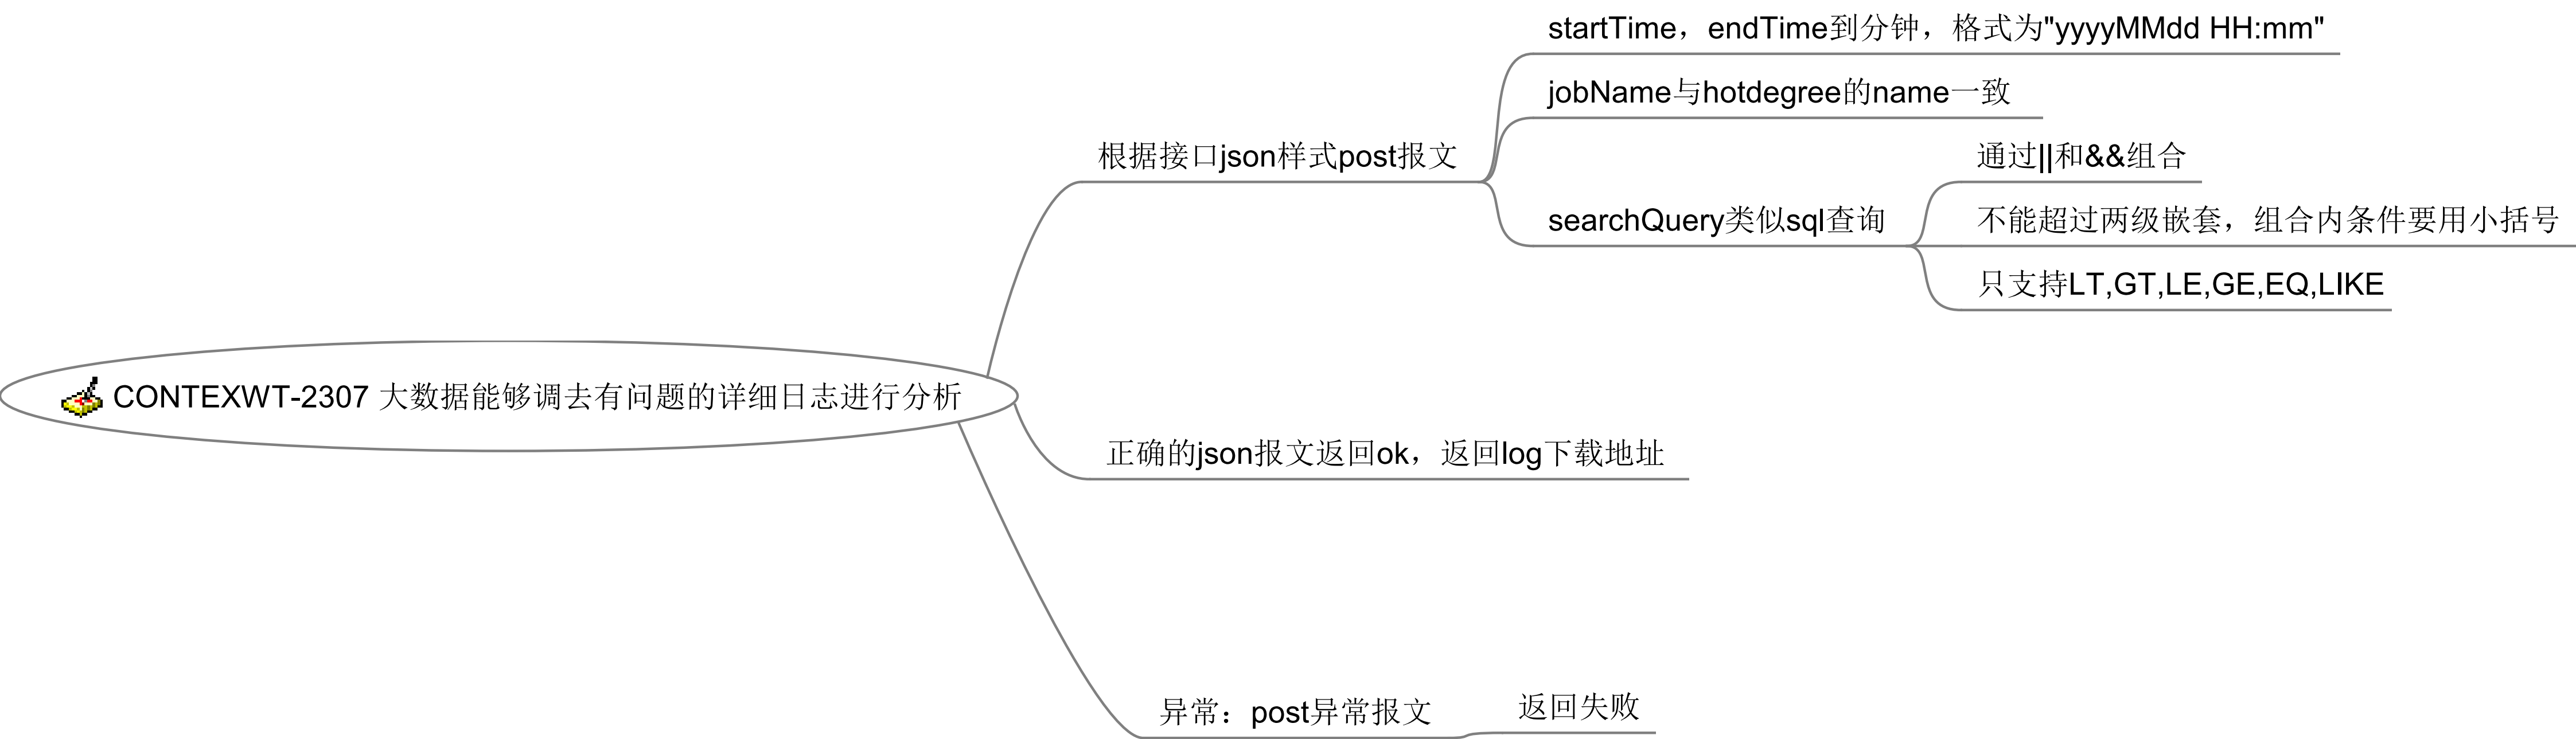 startTime，endTime到分钟，格式为"yyyyMMdd HH:mm"
jobName与hotdegree的name一致
根据接口json样式post报文
通过||和&&组合
searchQuery类似sql查询
不能超过两级嵌套，组合内条件要用小括号
只支持LT,GT,LE,GE,EQ,LIKE
CONTEXWT-2307 大数据能够调去有问题的详细日志进行分析
正确的json报文返回ok，返回log下载地址
异常：post异常报文
返回失败